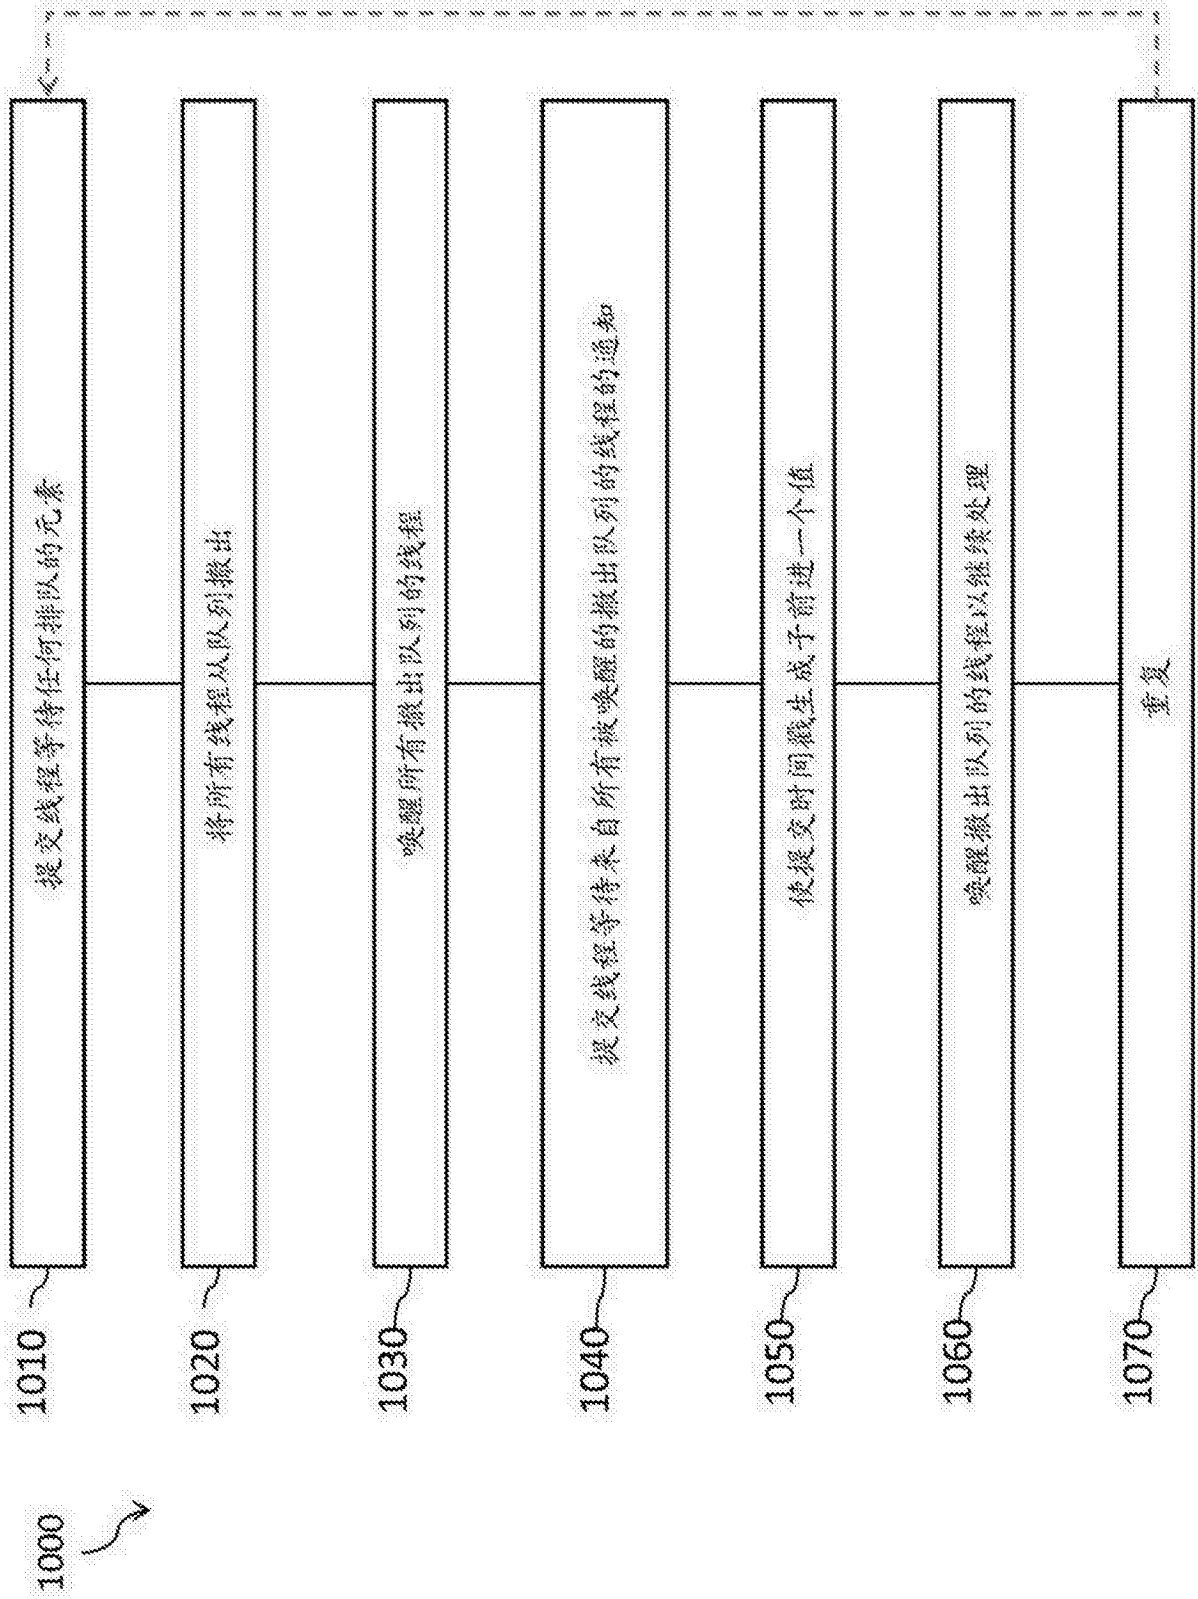 1000
1010
提交线程等待任何排队的元素
1020
将所有线程从队列撤出
1030
唤醒所有撤出队列的线程
1040
提交线程等待来自所有被唤醒的撤出队列的线程的通知
1050
使提交时间戳生成子前进一个值
1060
唤醒撤出队列的线程以继续处理
1070
重复